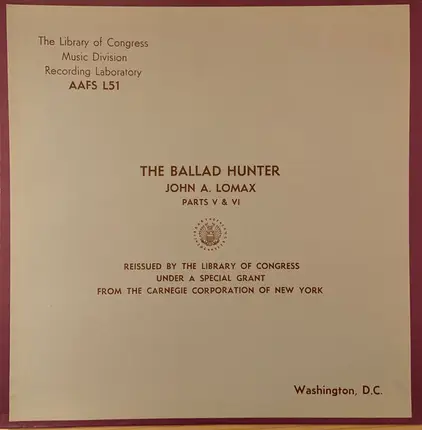 The Library of Congress
Music Division
Recording Laboratory
AAFS L51
THE BALLAD HUNTER
JOHN A. LOMAX
PARTS V & VI
REISSUED BY THE LIBRARY OF CONGRESS
UNDER A SPECIAL GRANT
FROM THE CARNEGIE CORPORATION OF NEW YORK
Washington, D.C.